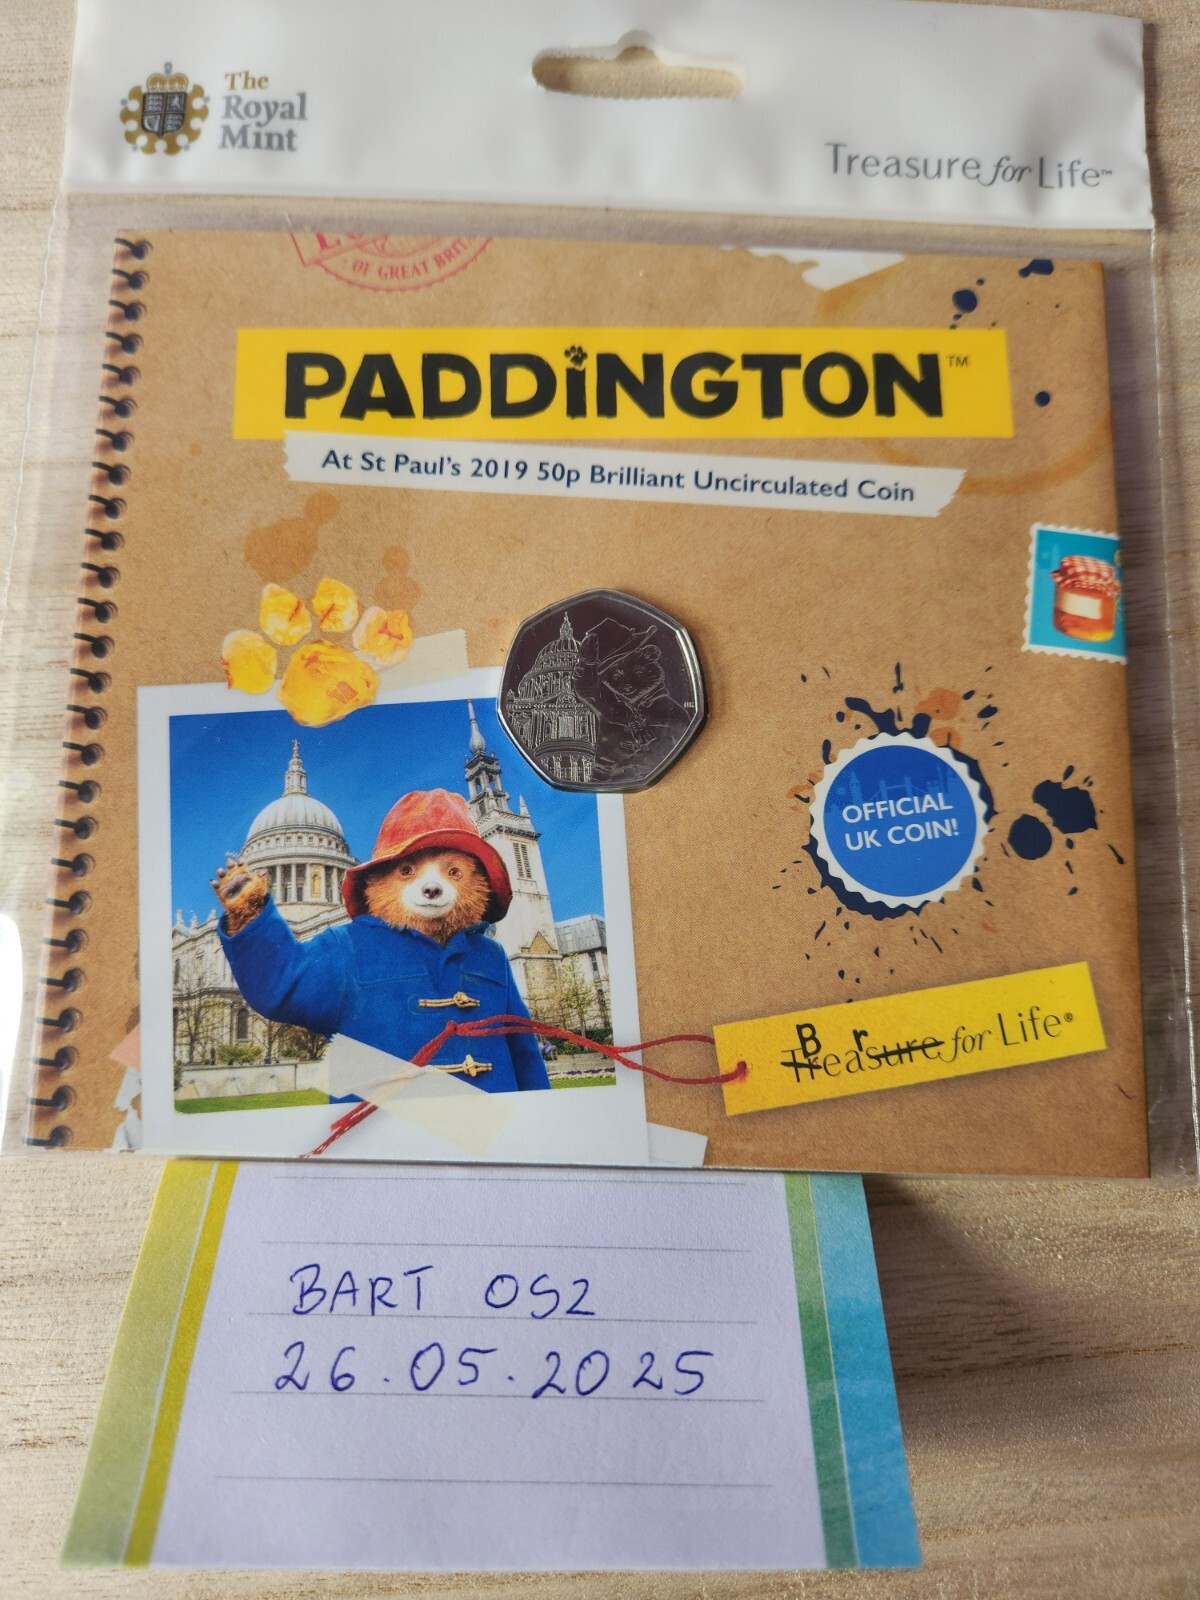 The
Royal
Mint
Treasure for Life™
OF GREAT BRITA
PADDINGTON™
At St Paul's 2019 50p Brilliant Uncirculated Coin
OFFICIAL
UK COIN!
B r
Treasure for Life®
BART OS2
26.05.2025